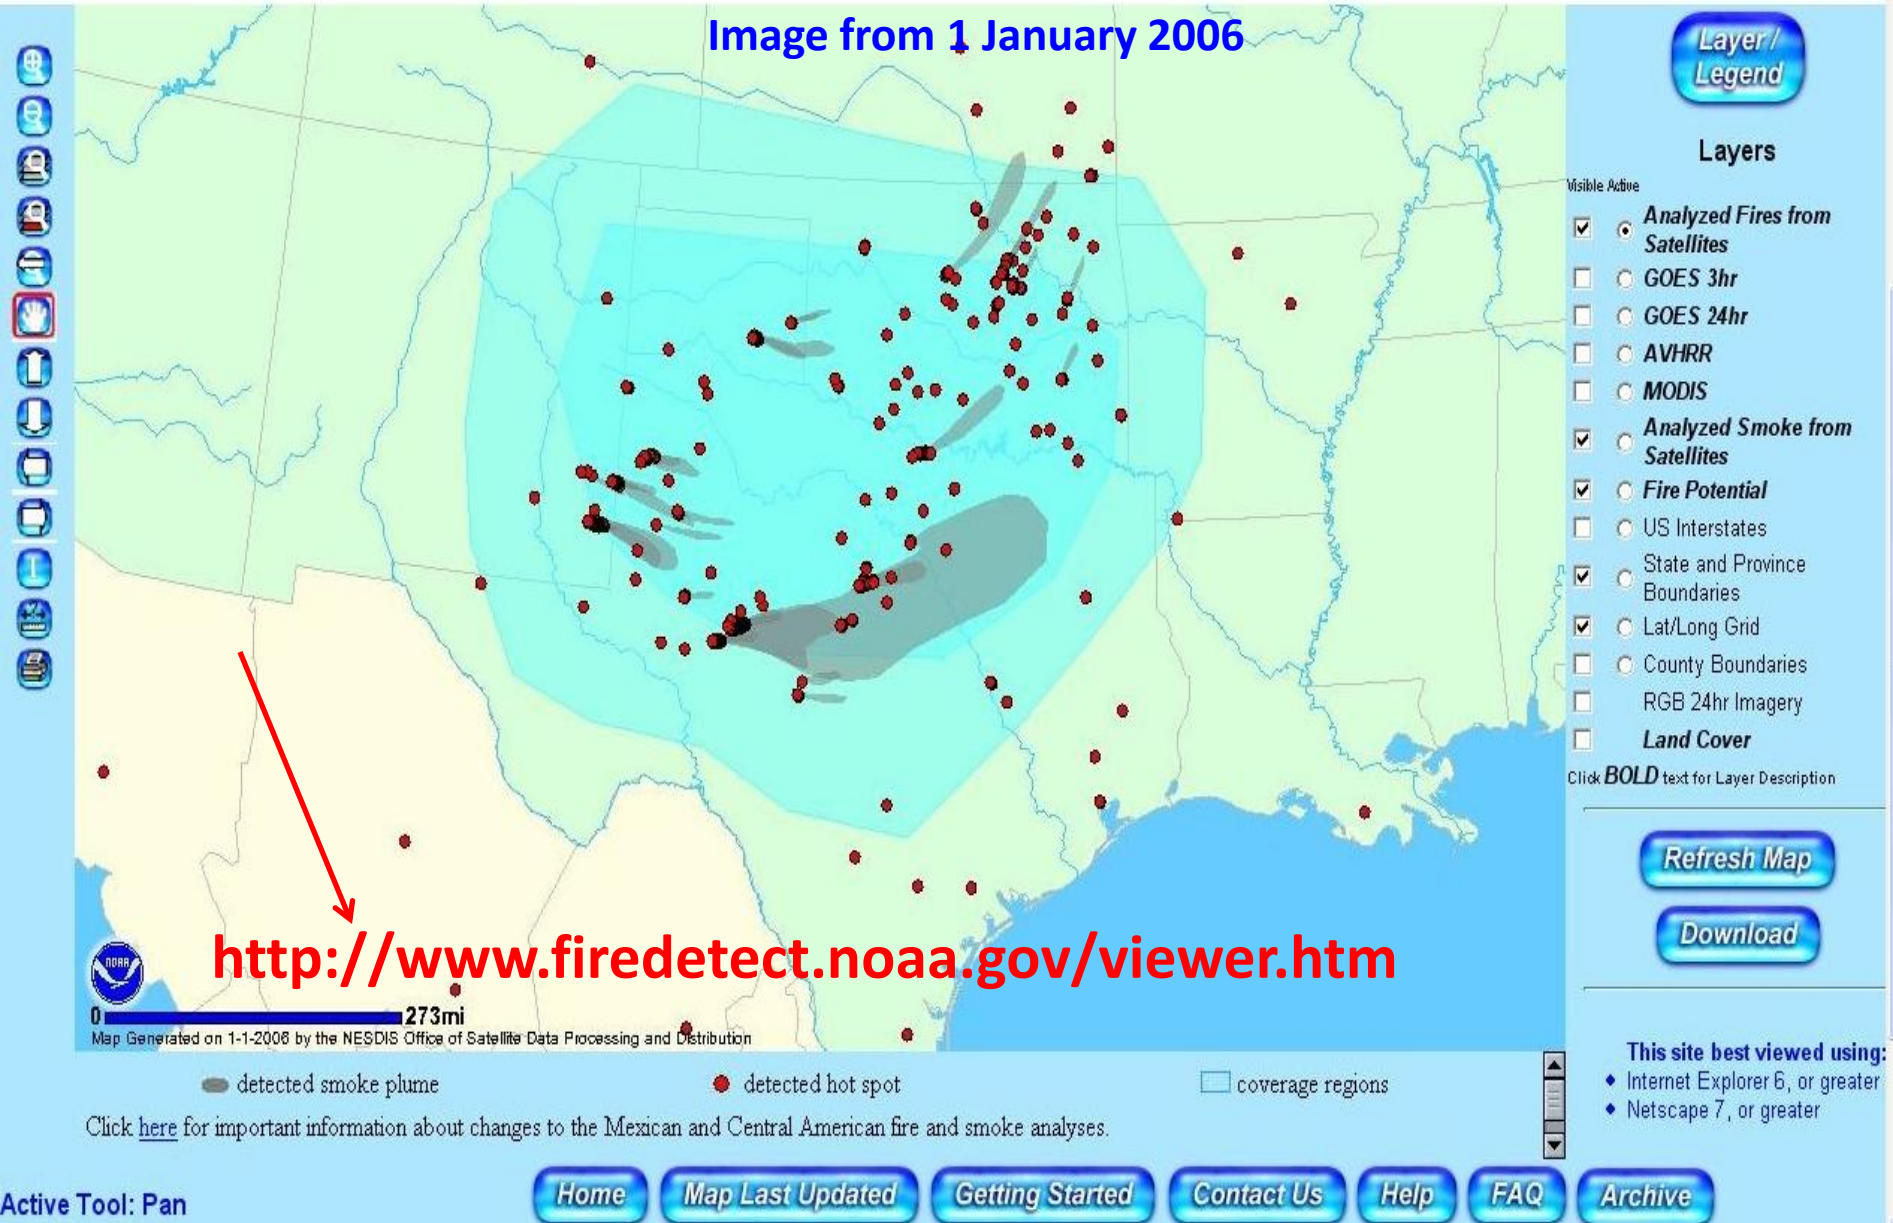 Image from 1 January 2006
Layer /
Legend
Layers
Visible Active
Analyzed Fires from
Satellites
GOES 3hr
GOES 24hr
AVHRR
MODIS
Analyzed Smoke from
Satellites
Fire Potential
US Interstates
State and Province
Boundaries
Lat/Long Grid
County Boundaries
RGB 24hr Imagery
Land Cover
Click BOLD text for Layer Description
Refresh Map
Download
http://www.firedetect.noaa.gov/viewer.htm
NOAA
0 273mi
Map Generated on 1-1-2006 by the NESDIS Office of Satellite Data Processing and Distribution
This site best viewed using:
Internet Explorer 6, or greater
Netscape 7, or greater
detected smoke plume
detected hot spot
coverage regions
Click here for important information about changes to the Mexican and Central American fire and smoke analyses.
Active Tool: Pan
Home
Map Last Updated
Getting Started
Contact Us
Help
FAQ
Archive